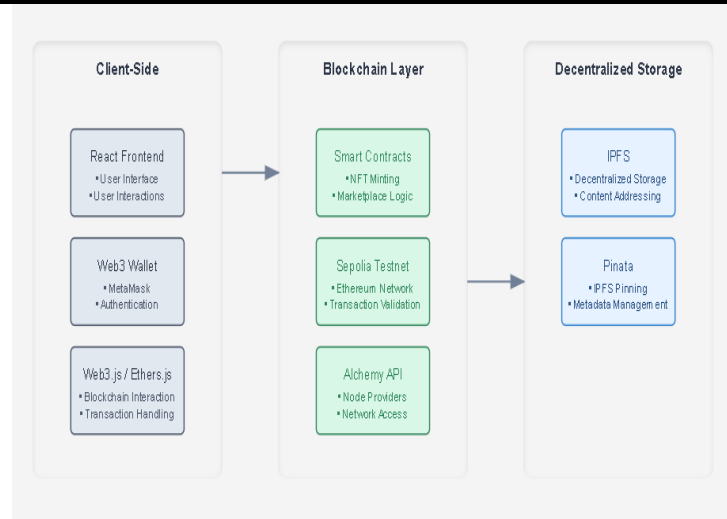 Client-Side
React Frontend
▪ User Interface
▪ User Interactions
Web3 Wallet
▪ MetaMask
▪ Authentication
Web3.js / Ethers.js
▪ Blockchain Interaction
▪ Transaction Handling
Blockchain Layer
Smart Contracts
▪ NFT Minting
▪ Marketplace Logic
Sepolia Testnet
▪ Ethereum Network
▪ Transaction Validation
Alchemy API
▪ Node Providers
▪ Network Access
Decentralized Storage
IPFS
▪ Decentralized Storage
▪ Content Addressing
Pinata
▪ IPFS Pinning
▪ Metadata Management